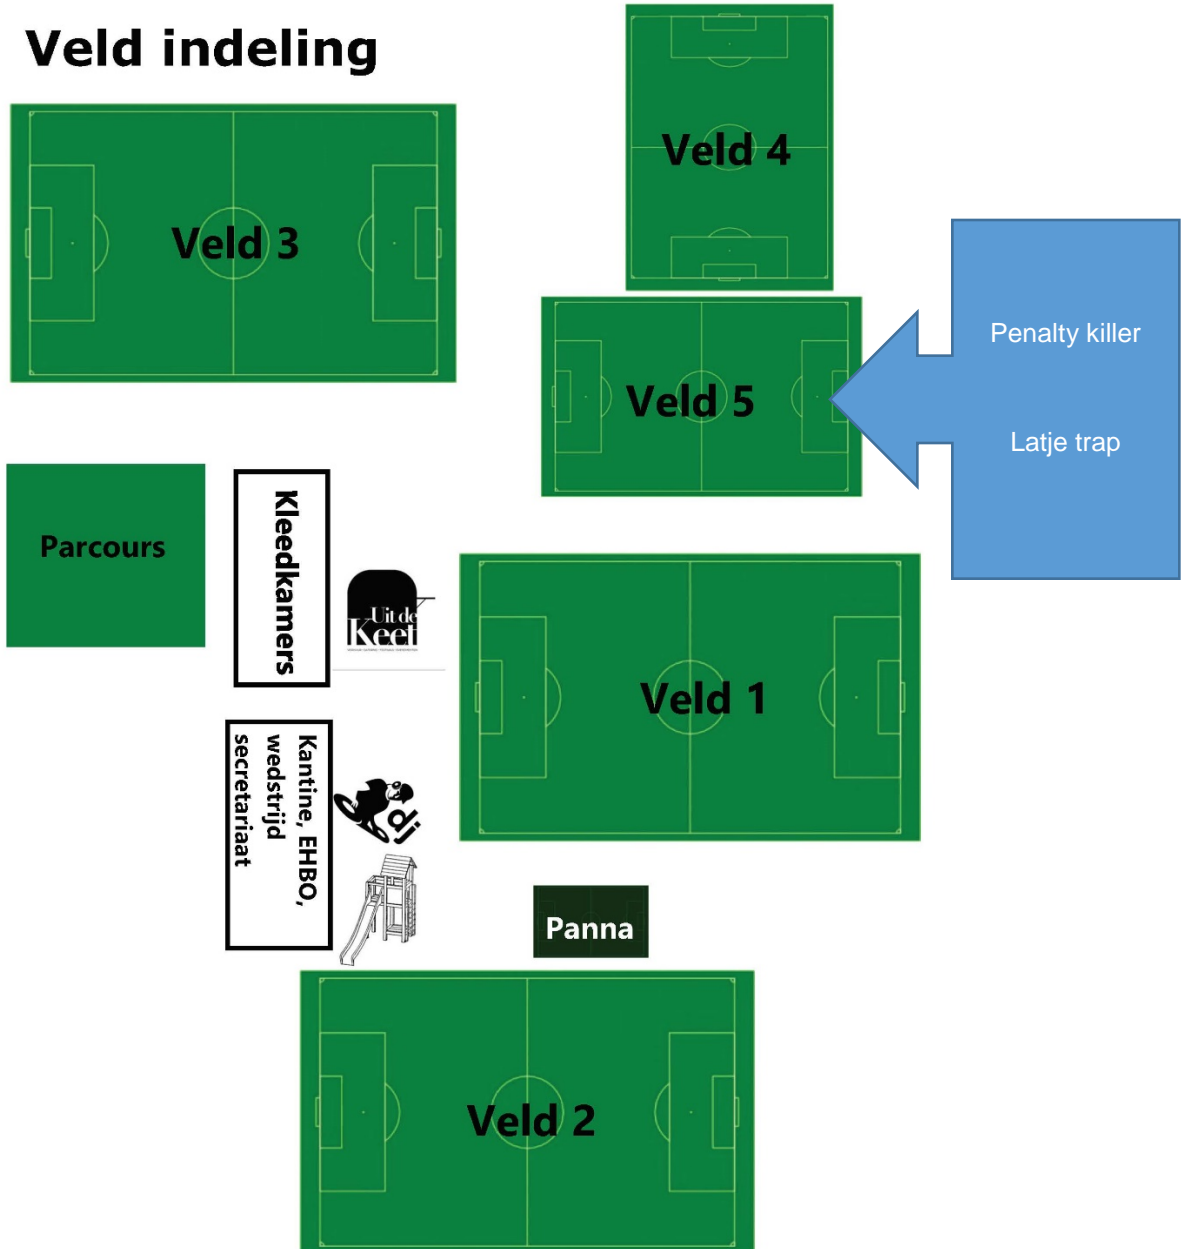 Veld indeling
Veld 4
Veld 3
Penalty killer
Veld 5
Latje trap
Kleedkamers
Parcours
Uit de
Keet
Veld 1
Kantine, EHBO,
wedstrijd
secretariaat
dj
Panna
Veld 2